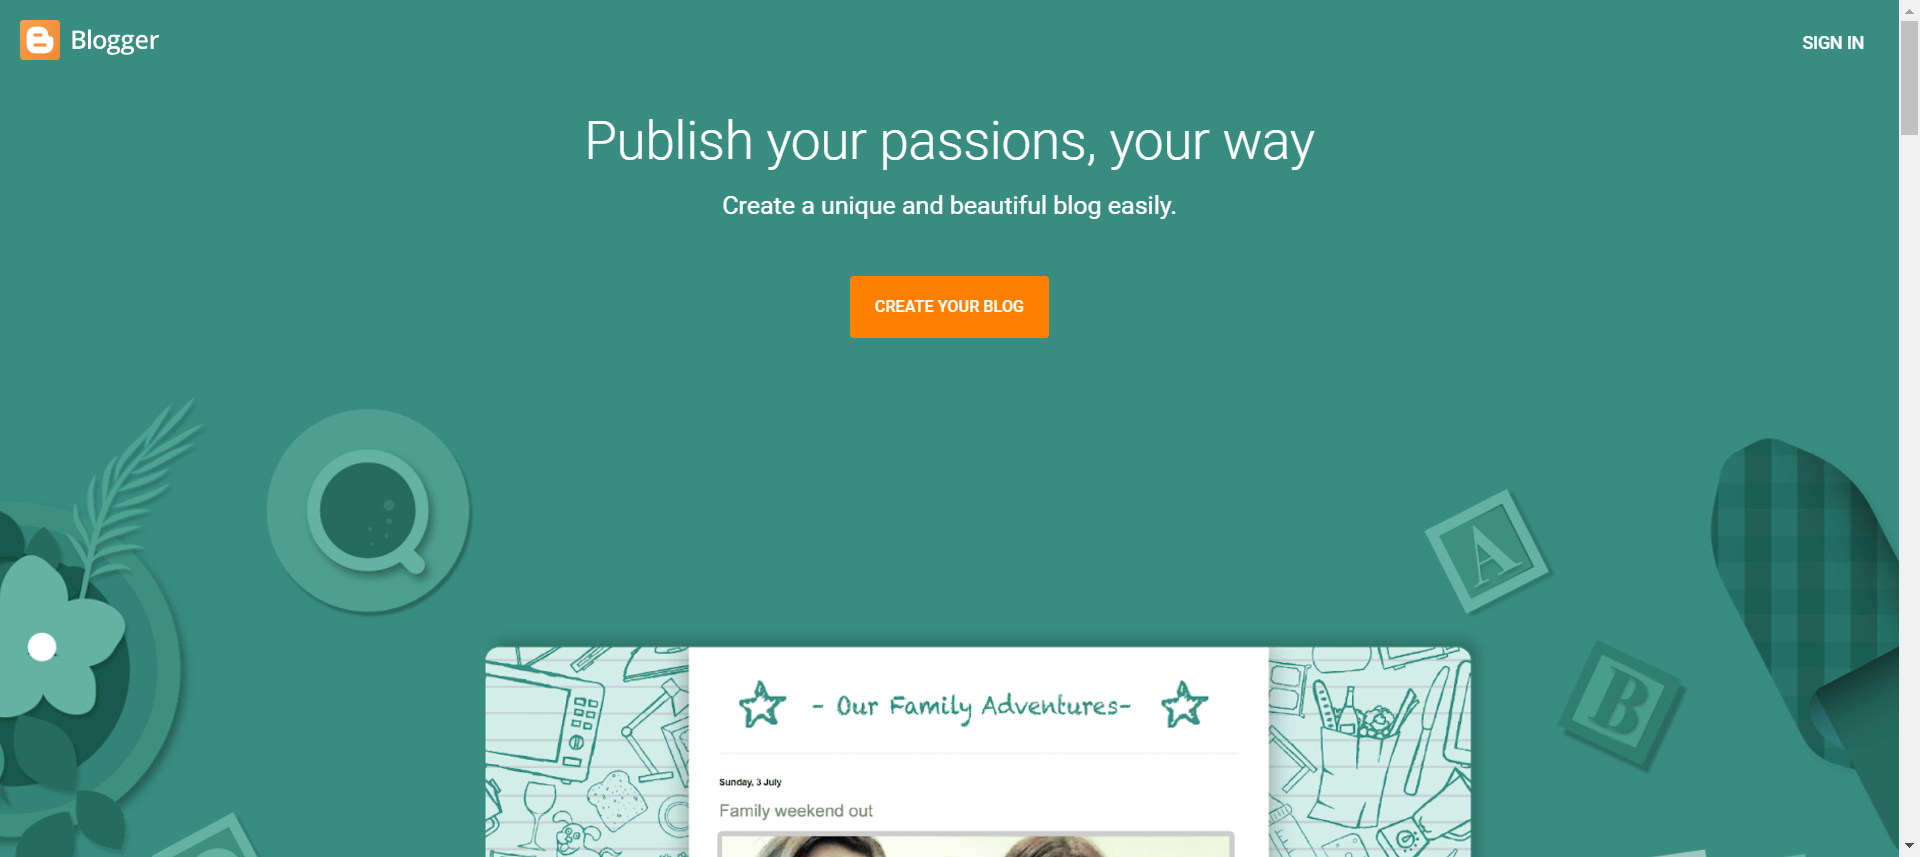 Blogger
SIGN IN
Publish your passions, your way
Create a unique and beautiful blog easily.
CREATE YOUR BLOG
A
B
- Our Family Adventures-
Sunday, 3 July
Family weekend out